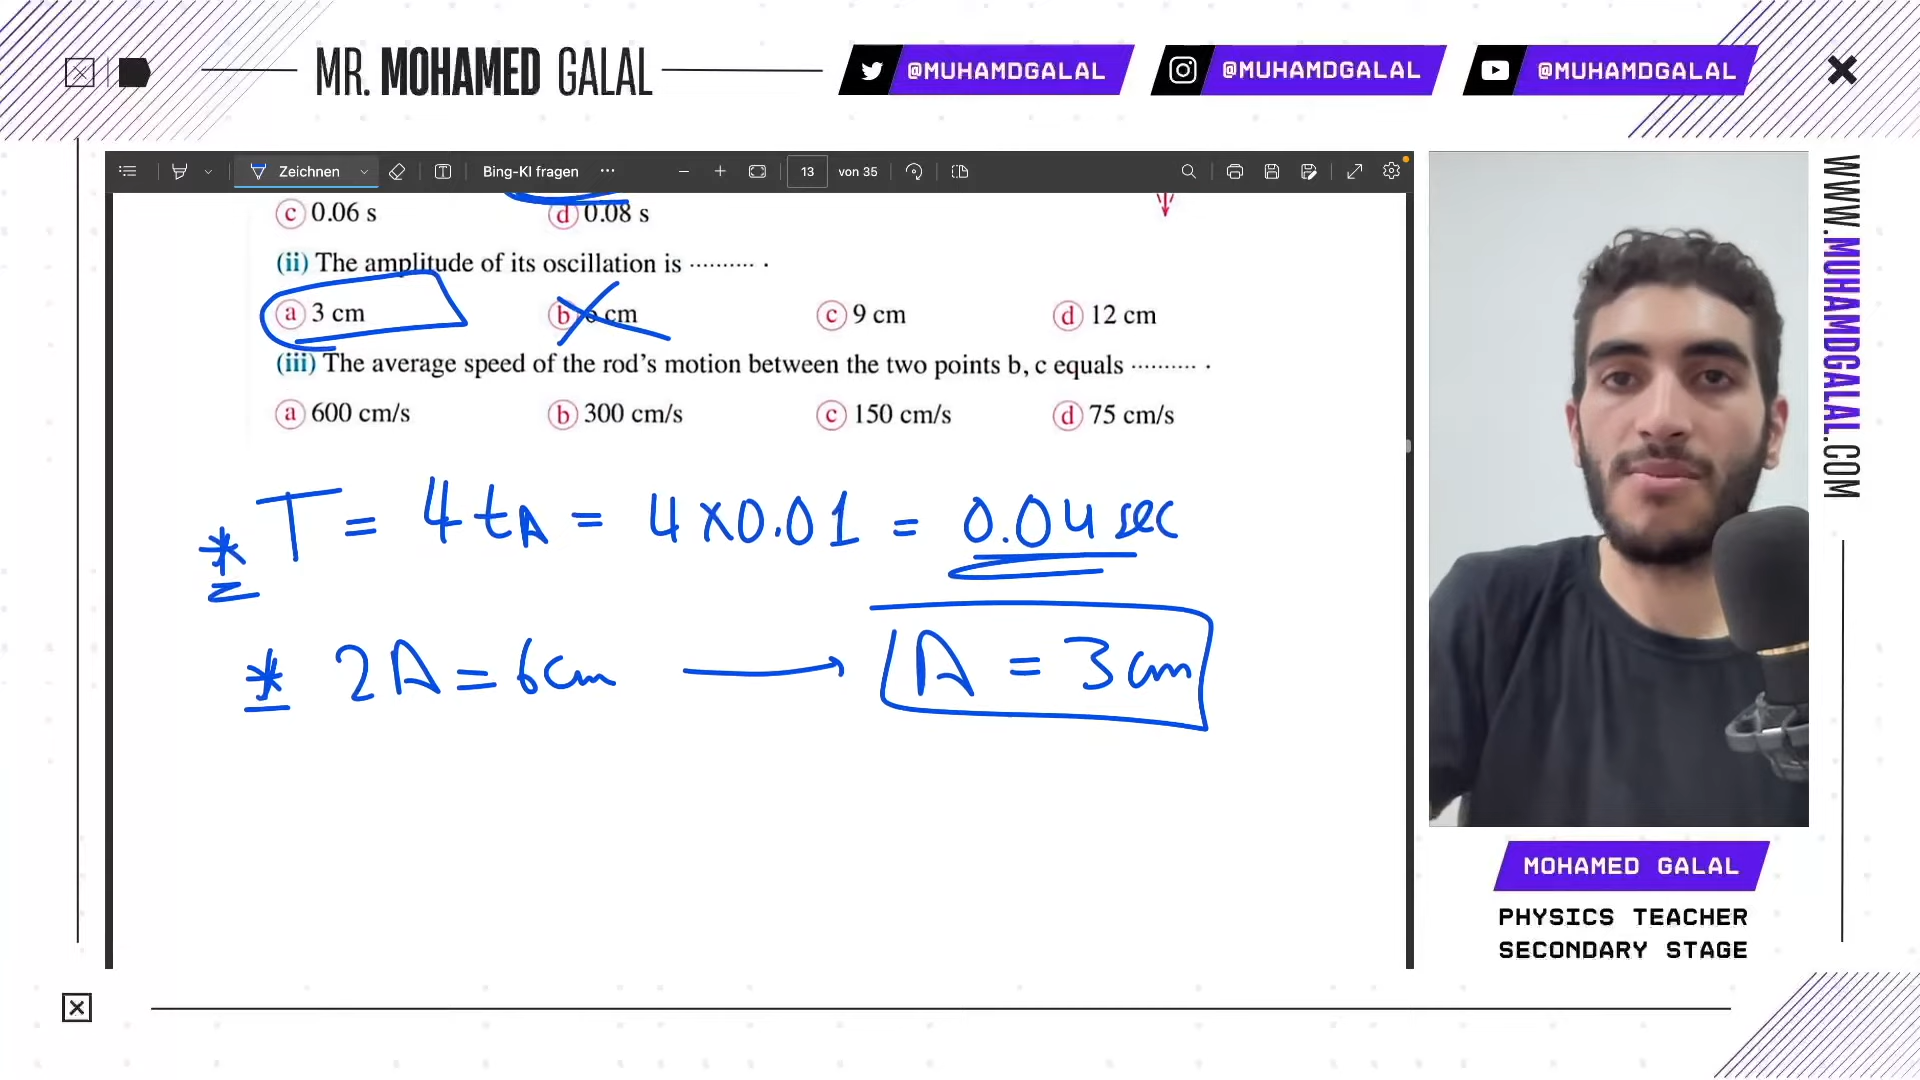 MR. MOHAMED GALAL
@MUHAMDGALAL
@MUHAMDGALAL
@MUHAMDGALAL
Zeichnen
Bing-KI fragen
13
von 35
c 0.06 s
d 0.08 s
(ii) The amplitude of its oscillation is .......... .
a 3 cm
b 6 cm
c 9 cm
d 12 cm
(iii) The average speed of the rod's motion between the two points b, c equals .......... .
a 600 cm/s
b 300 cm/s
c 150 cm/s
d 75 cm/s
* T = 4 tA = 4 × 0.01 = 0.04 sec
* 2A = 6cm → A = 3cm
WWW.MUHAMDGALAL.COM
MOHAMED GALAL
PHYSICS TEACHER
SECONDARY STAGE